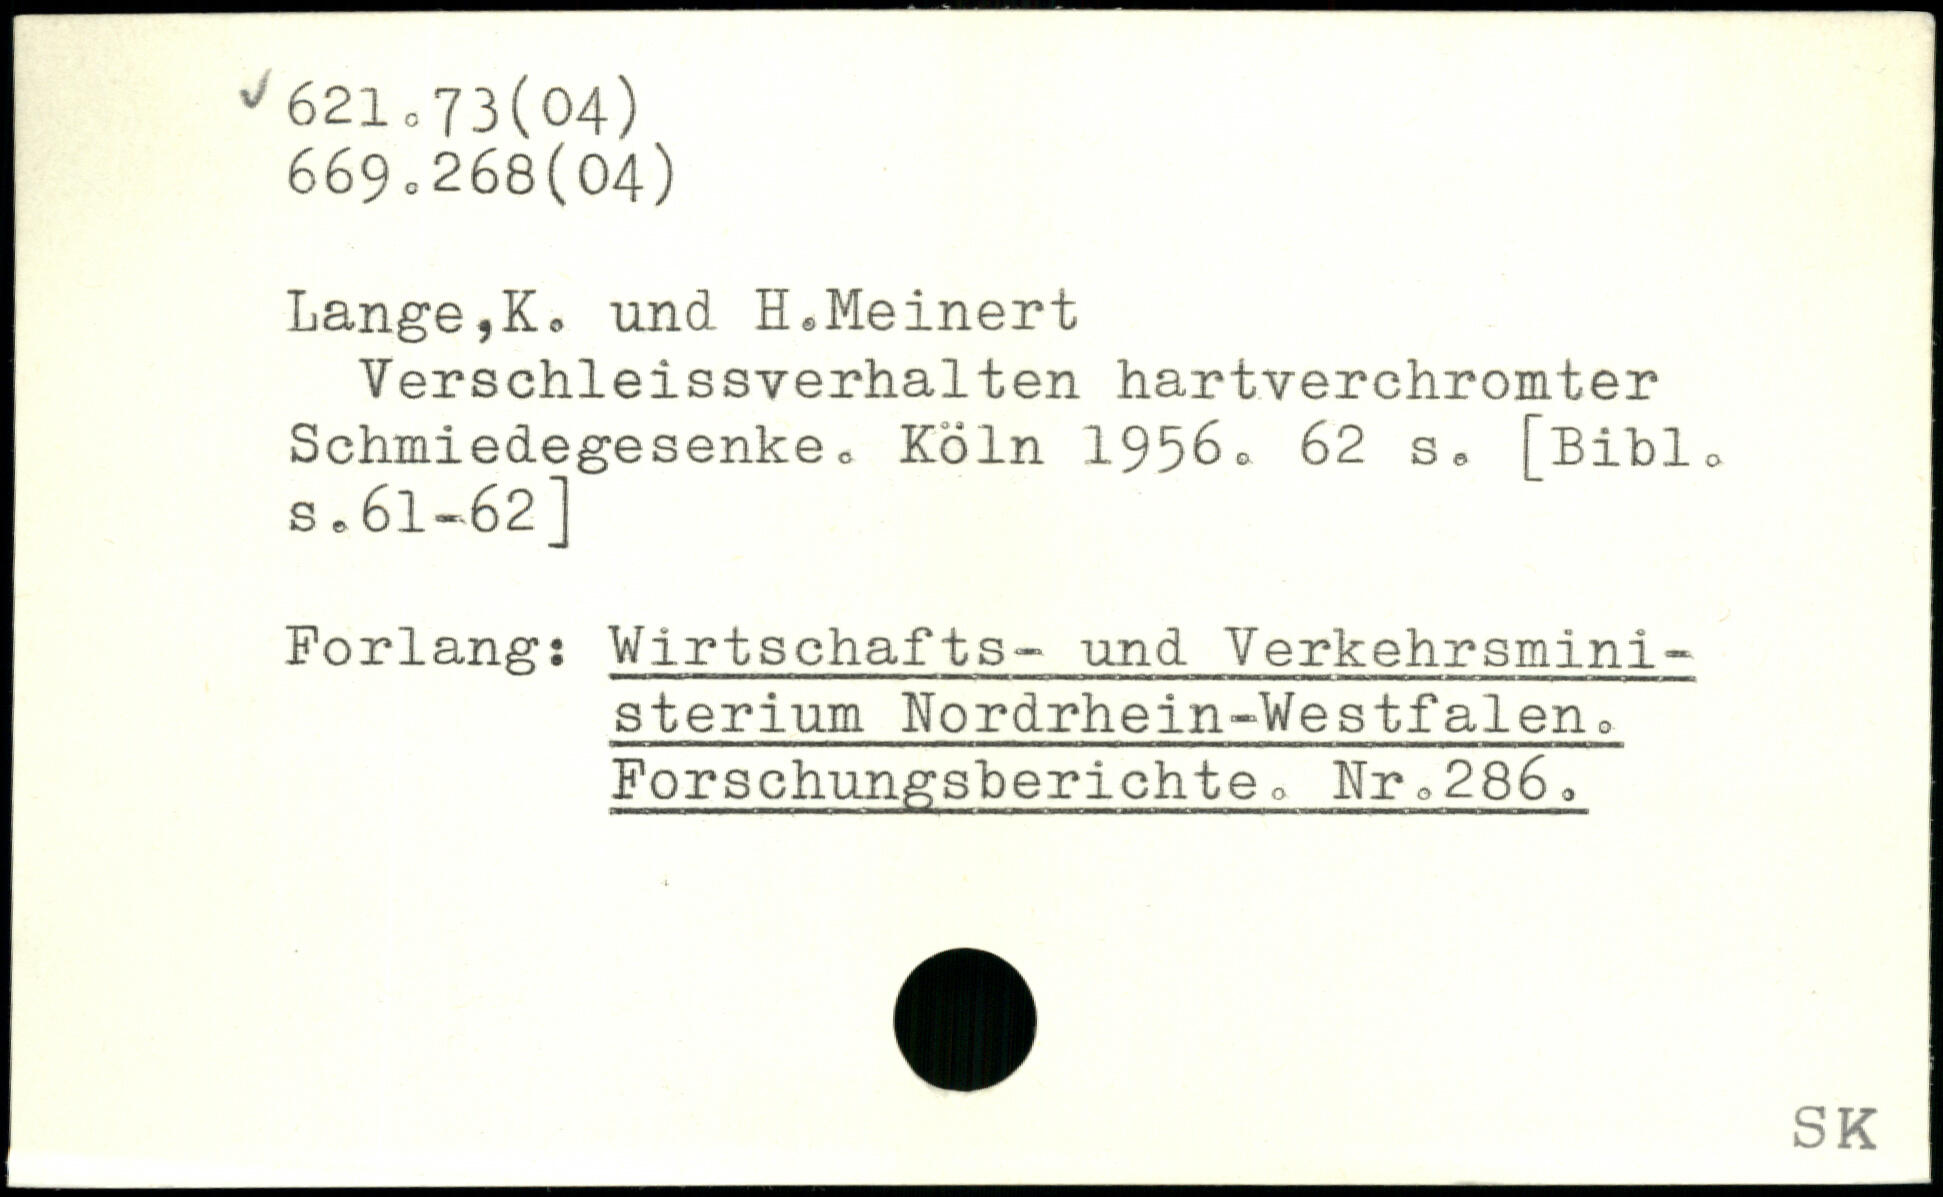 621.73(04)
669.268(04)
Lange,K. und H.Meinert
Verschleissverhalten hartverchromter
Schmiedegesenke. Köln 1956. 62 s. [Bibl.
s.61-62]
Forlang: Wirtschafts- und Verkehrsmini-
sterium Nordrhein-Westfalen.
Forschungsberichte. Nr.286.
SK